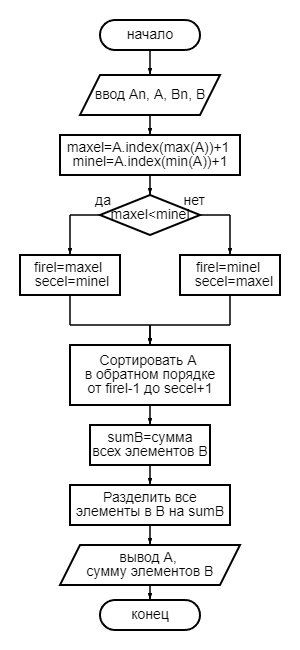 начало
ввод An, A, Bn, B
maxel=A.index(max(A))+1
minel=A.index(min(A))+1
да
нет
maxel<minel
firel=maxel
secel=minel
firel=minel
secel=maxel
Сортировать A
в обратном порядке
от firel-1 до secel+1
sumB=сумма
всех элементов B
Разделить все
элементы в B на sumB
вывод A,
сумму элементов B
конец